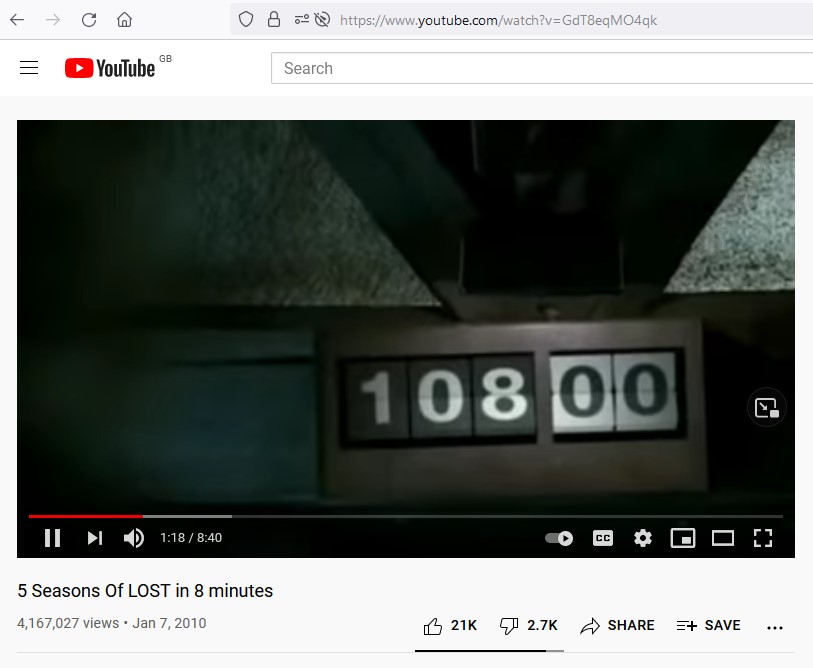 https://www.youtube.com/watch?v=GdT8eqMO4qk
YouTube GB
Search
108 00
1:18 / 8:40
CC
5 Seasons Of LOST in 8 minutes
4,167,027 views • Jan 7, 2010
21K 2.7K SHARE SAVE ...